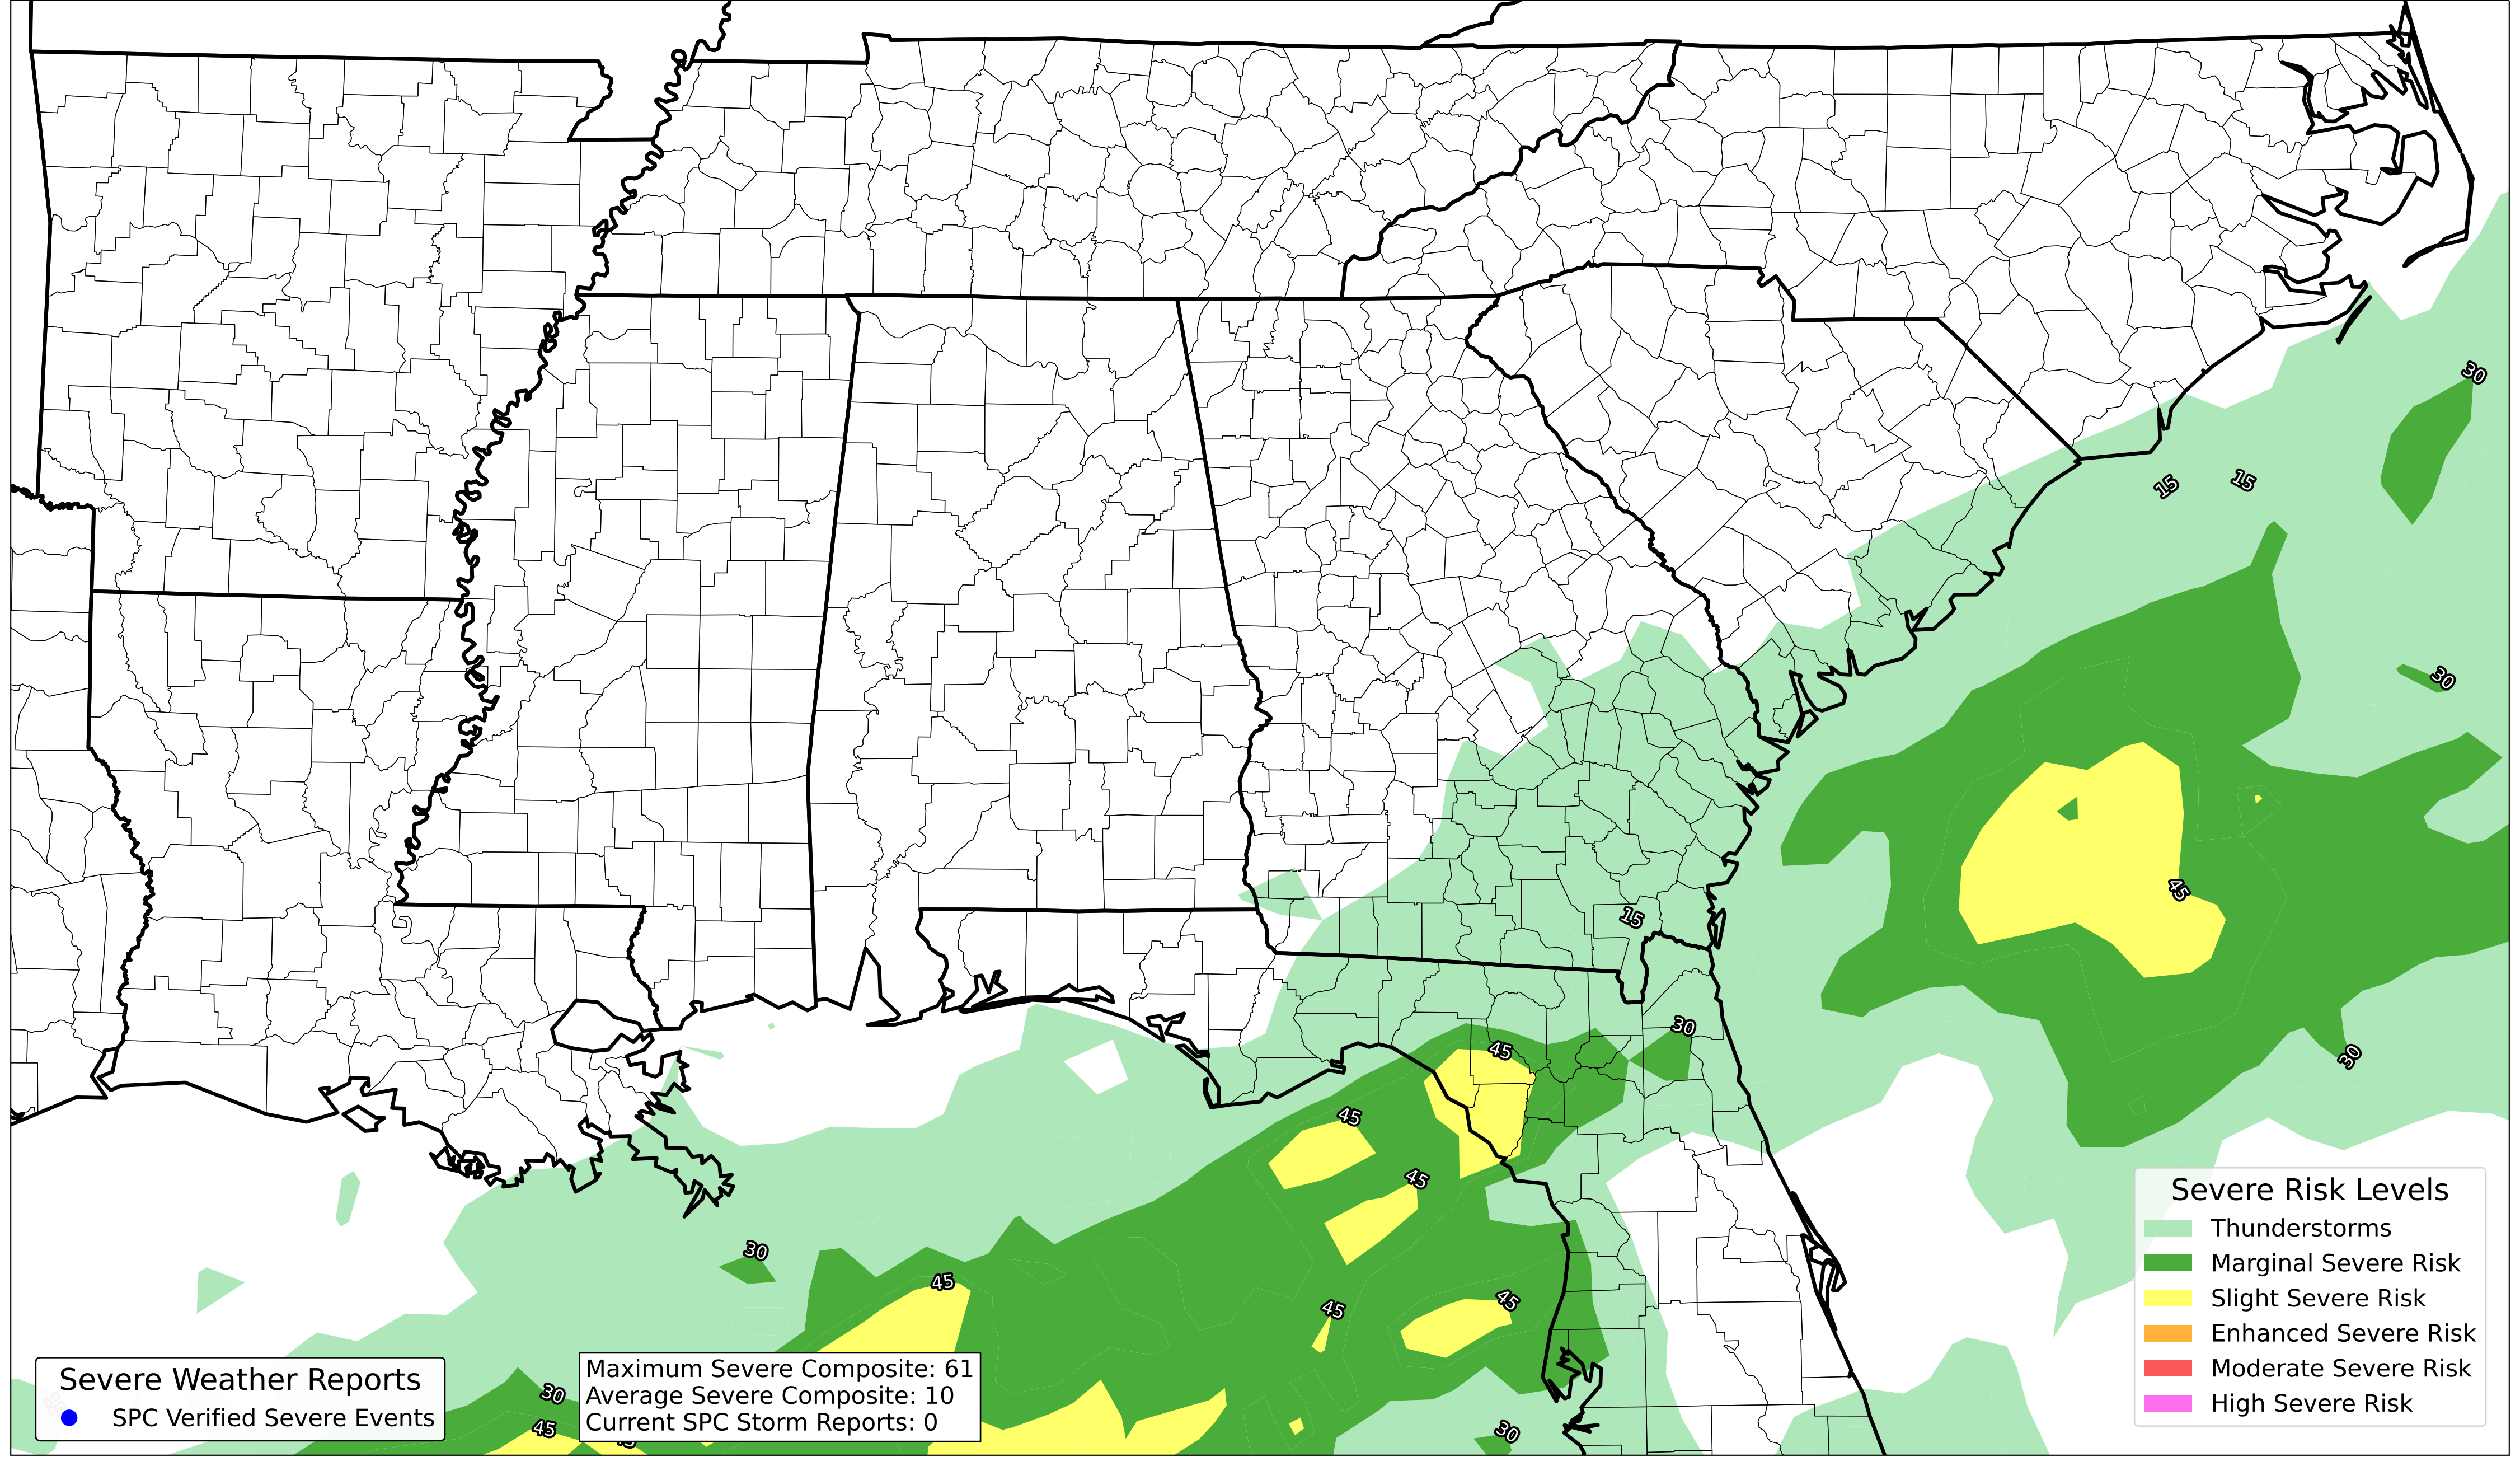 30
15 15
30
45
15
30
45
30
45
45
30
45
45
45
30
45
30
Severe Risk Levels
Thunderstorms
Marginal Severe Risk
Slight Severe Risk
Enhanced Severe Risk
Moderate Severe Risk
High Severe Risk
Severe Weather Reports
SPC Verified Severe Events
Maximum Severe Composite: 61
Average Severe Composite: 10
Current SPC Storm Reports: 0